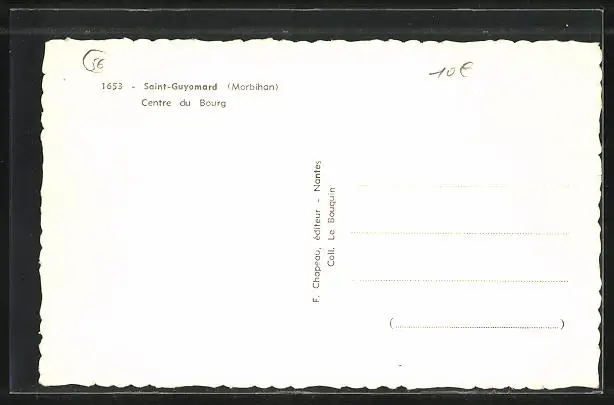 56
10€
1653 - Saint-Guyomard (Morbihan)
Centre du Bourg
F. Chapeau, éditeur - Nantes
Coll. Le Bouquin
(....................)